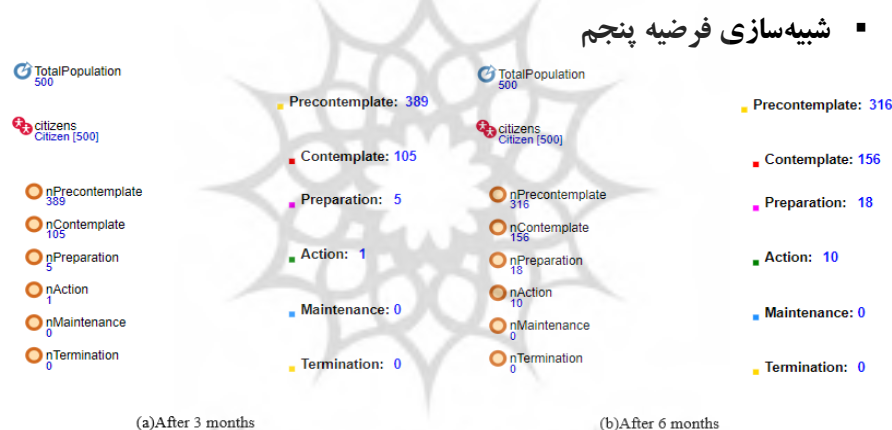 ▪ شبیه‌سازی فرضیه پنجم
TotalPopulation
500
citizens
Citizen [500]
nPrecontemplate
389
nContemplate
105
nPreparation
5
nAction
1
nMaintenance
0
nTermination
0
Precontemplate: 389
Contemplate: 105
Preparation: 5
Action: 1
Maintenance: 0
Termination: 0
(a)After 3 months
TotalPopulation
500
citizens
Citizen [500]
nPrecontemplate
316
nContemplate
156
nPreparation
18
nAction
10
nMaintenance
0
nTermination
0
Precontemplate: 316
Contemplate: 156
Preparation: 18
Action: 10
Maintenance: 0
Termination: 0
(b)After 6 months